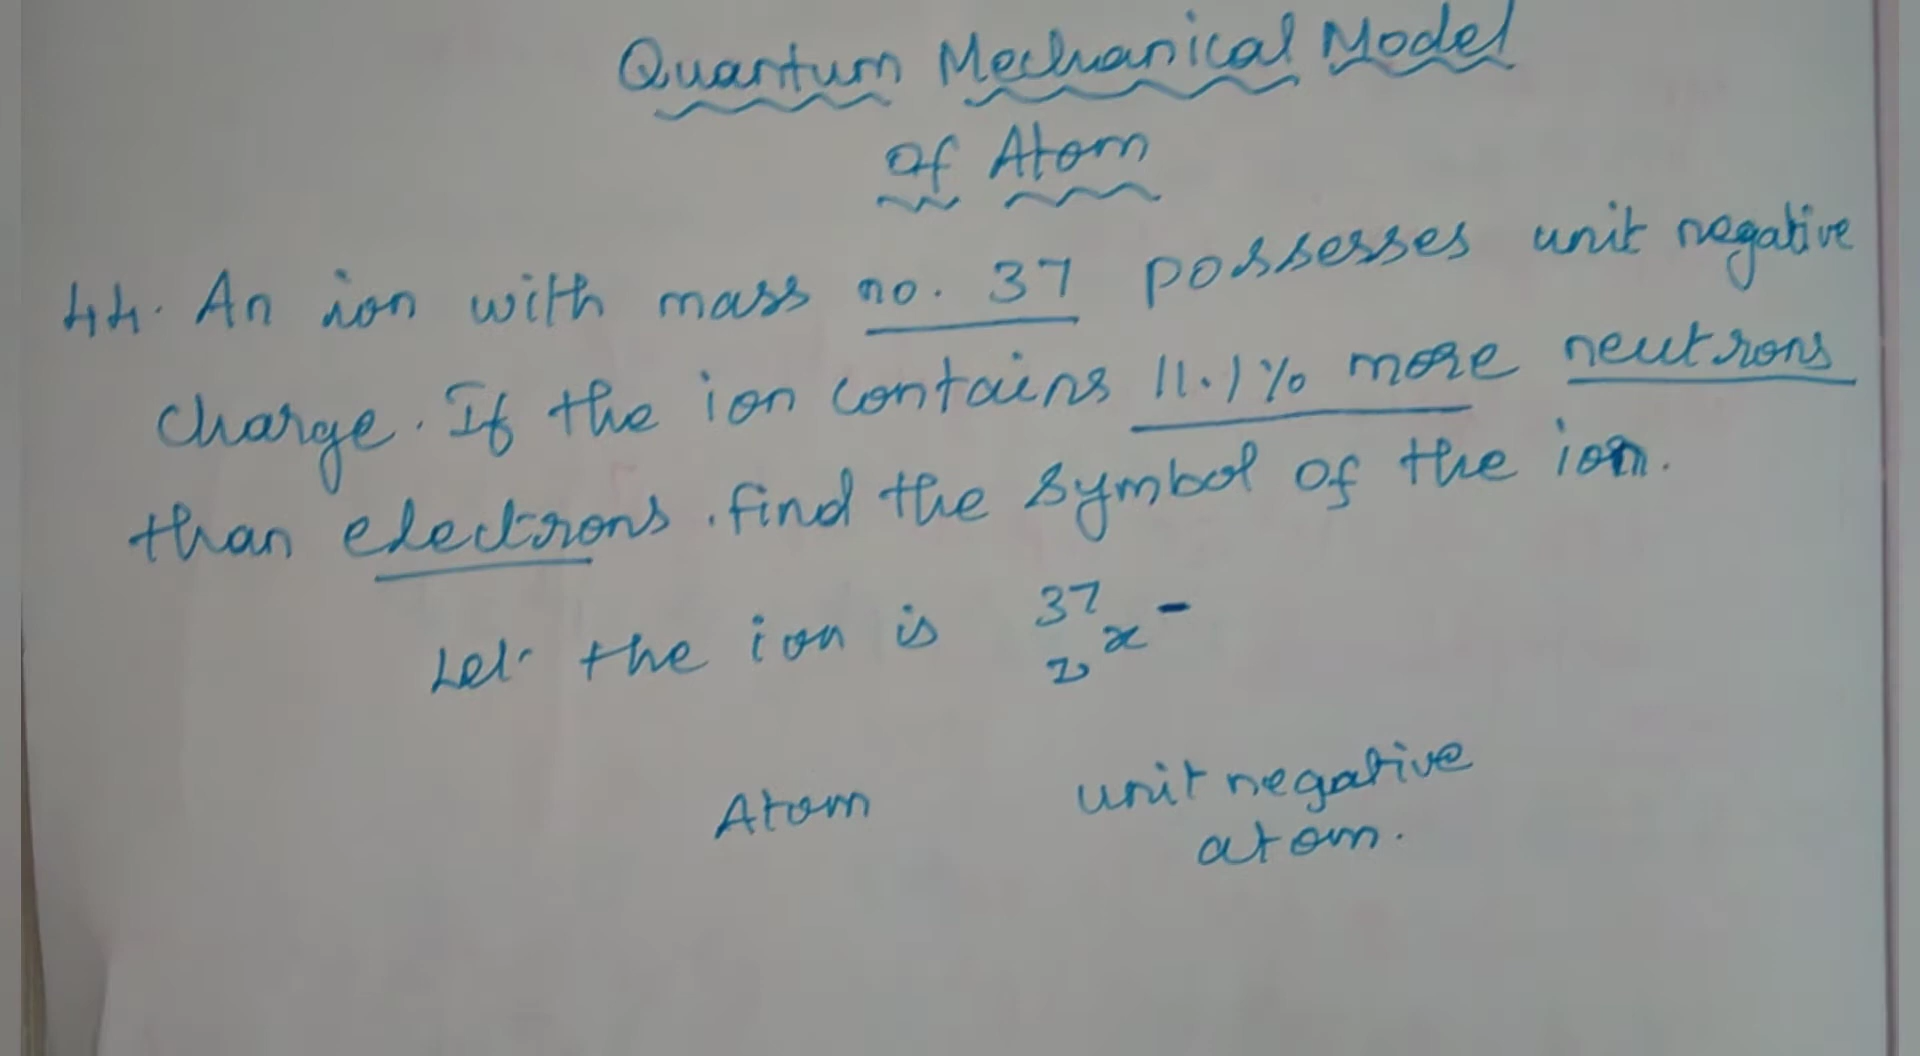 Quantum Mechanical Model
of Atom
44. An ion with mass no. 37 possesses unit negative
charge. If the ion contains 11.1% more neutrons
than electrons. find the symbol of the ion.
Let the ion is ³⁷ z x -
Atom unit negative
atom.